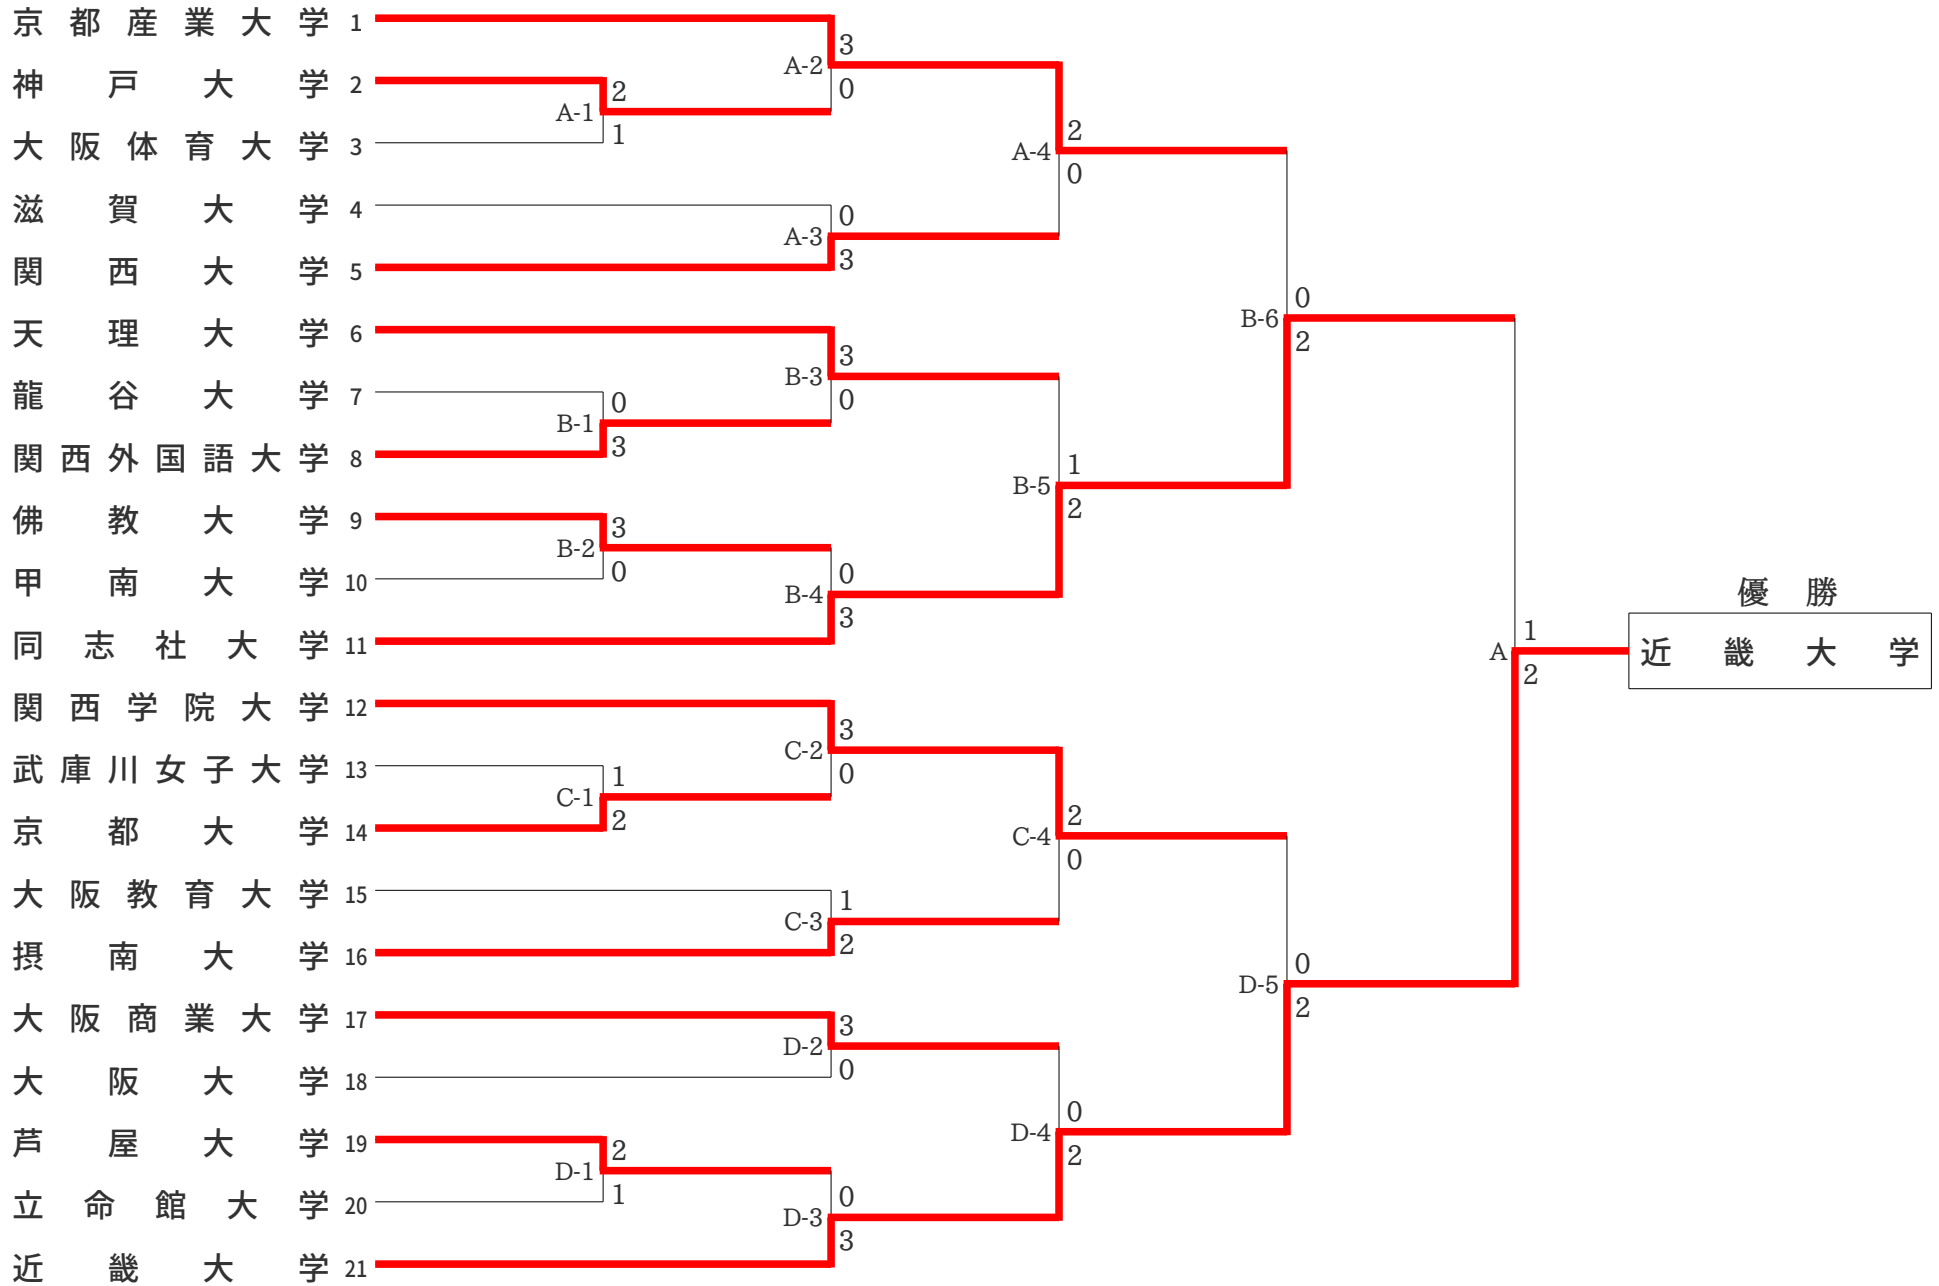 京都産業大学 1
3
A-2
0
神戸大学 2
2
A-1
1
大阪体育大学 3
2
A-4
0
滋賀大学 4
0
A-3
3
関西大学 5
0
B-6
2
天理大学 6
3
B-3
0
龍谷大学 7
0
B-1
3
関西外国語大学 8
1
B-5
2
佛教大学 9
3
B-2
0
甲南大学 10
0
B-4
3
同志社大学 11
1
A
2
優勝
近畿大学
関西学院大学 12
3
C-2
0
武庫川女子大学 13
1
C-1
2
京都大学 14
2
C-4
0
大阪教育大学 15
1
C-3
2
摂南大学 16
0
D-5
2
大阪商業大学 17
3
D-2
0
大阪大学 18
0
D-4
2
芦屋大学 19
2
D-1
1
立命館大学 20
0
D-3
3
近畿大学 21